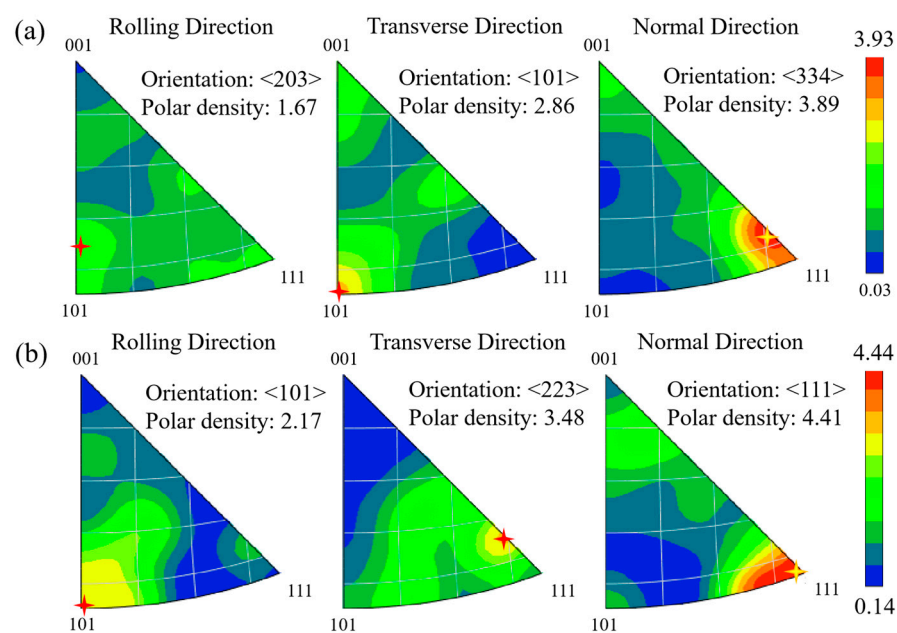 (a)
Rolling Direction
Transverse Direction
Normal Direction
3.93
001
001
001
Orientation: <203>
Polar density: 1.67
Orientation: <101>
Polar density: 2.86
Orientation: <334>
Polar density: 3.89
111
111
111
0.03
101
101
101
(b)
Rolling Direction
Transverse Direction
Normal Direction
4.44
001
001
001
Orientation: <101>
Polar density: 2.17
Orientation: <223>
Polar density: 3.48
Orientation: <111>
Polar density: 4.41
111
111
111
0.14
101
101
101